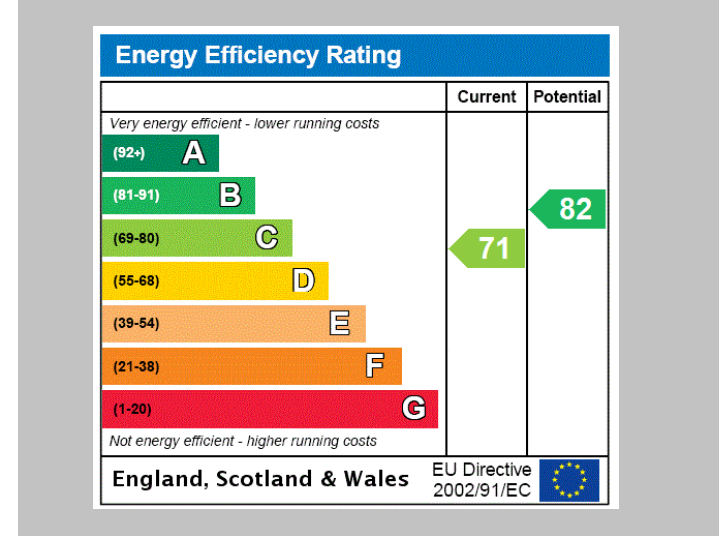 Energy Efficiency Rating
Current Potential
Very energy efficient - lower running costs
(92+) A
(81-91) B
82
(69-80) C
71
(55-68) D
(39-54) E
(21-38) F
(1-20) G
Not energy efficient - higher running costs
England, Scotland & Wales
EU Directive
2002/91/EC